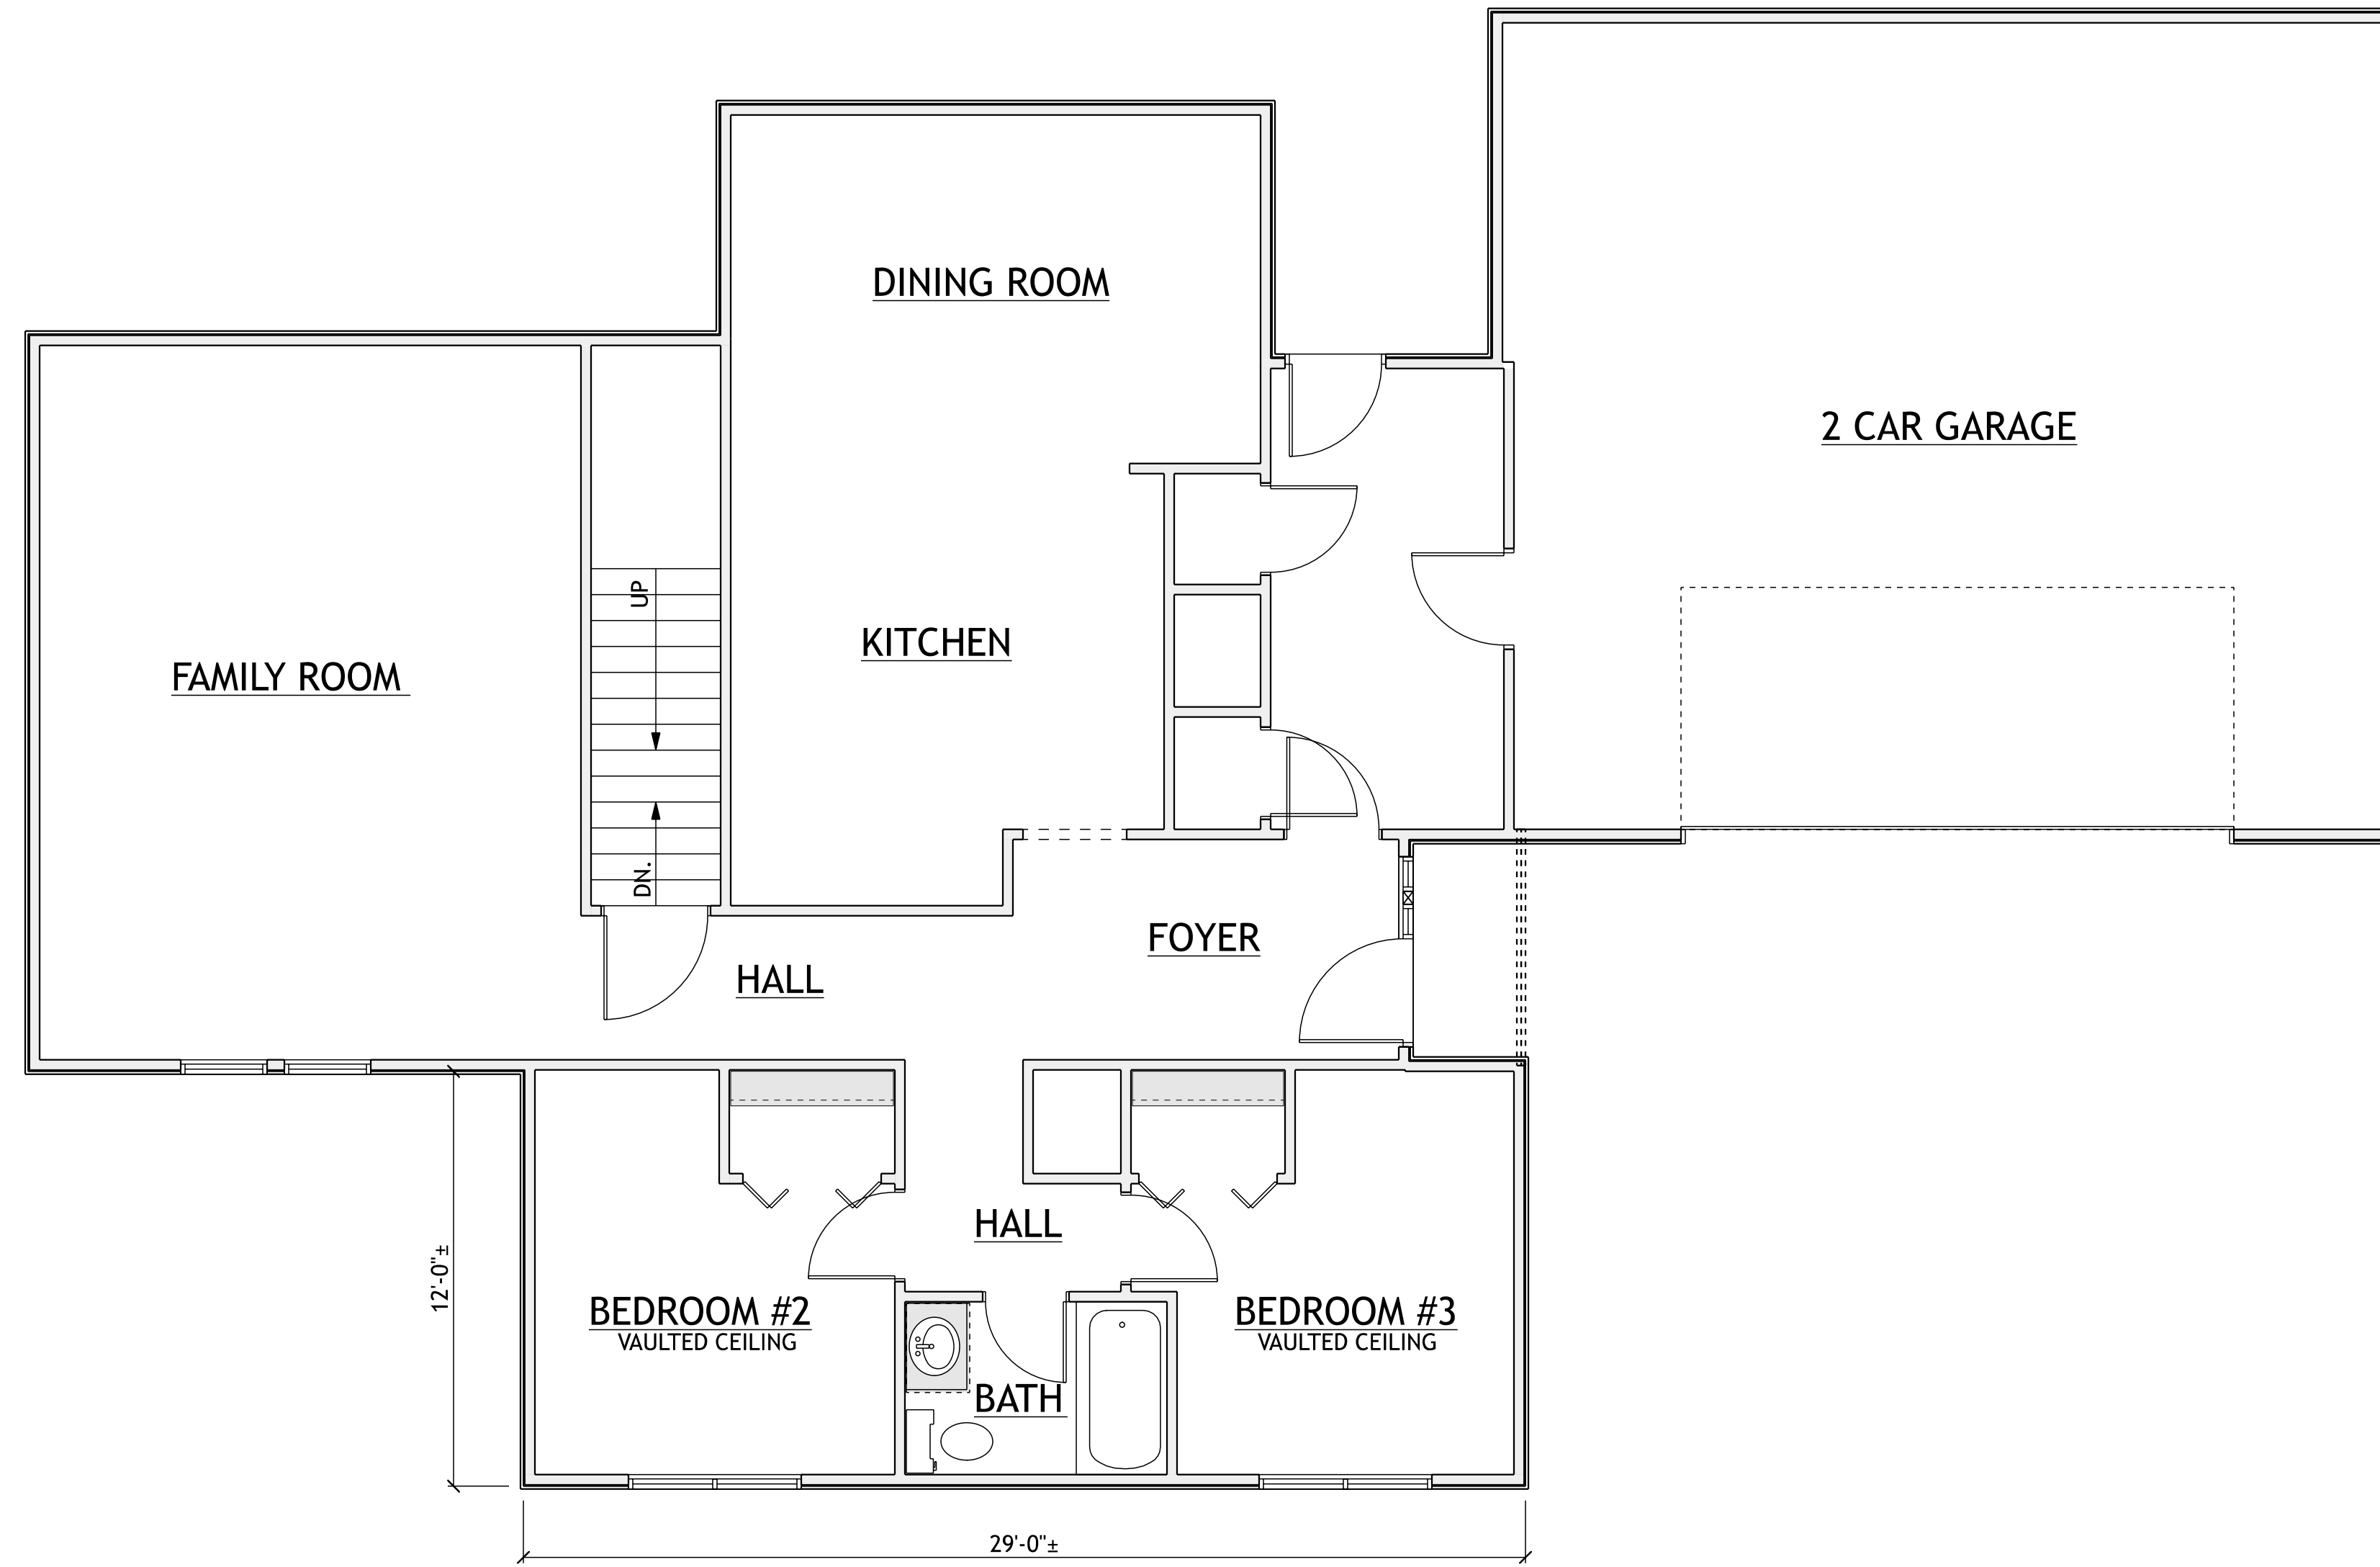 DINING ROOM
2 CAR GARAGE
UP
KITCHEN
FAMILY ROOM
DN.
FOYER
HALL
HALL
12'-0"±
BEDROOM #2
VAULTED CEILING
BEDROOM #3
VAULTED CEILING
BATH
29'-0"±